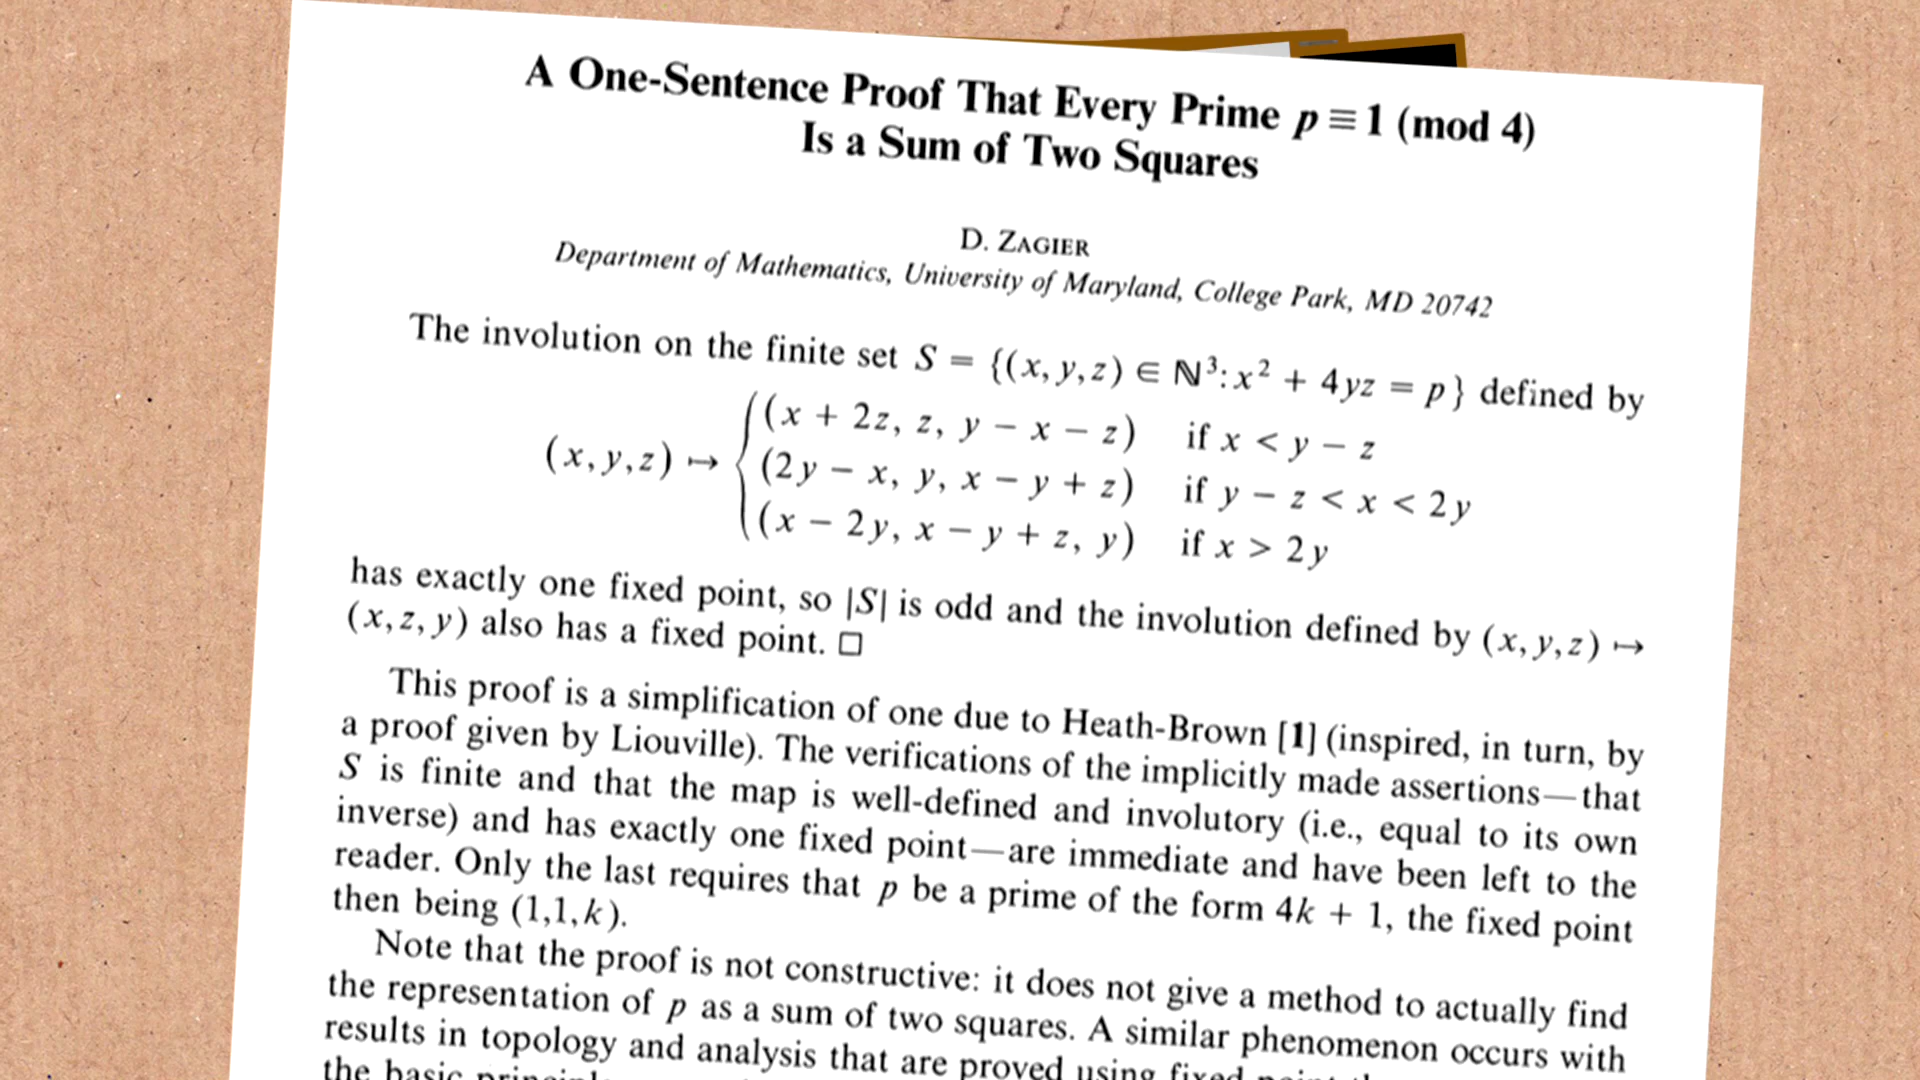 A One-Sentence Proof That Every Prime p ≡ 1 (mod 4)
Is a Sum of Two Squares
D. ZAGIER
Department of Mathematics, University of Maryland, College Park, MD 20742
The involution on the finite set S = {(x, y, z) ∈ ℕ³: x² + 4yz = p} defined by
(x + 2z, z, y − x − z) if x < y − z
(x, y, z) ↦ { (2y − x, y, x − y + z) if y − z < x < 2y
(x − 2y, x − y + z, y) if x > 2y
has exactly one fixed point, so |S| is odd and the involution defined by (x, y, z) ↦
(x, z, y) also has a fixed point. □
This proof is a simplification of one due to Heath-Brown [1] (inspired, in turn, by
a proof given by Liouville). The verifications of the implicitly made assertions—that
S is finite and that the map is well-defined and involutory (i.e., equal to its own
inverse) and has exactly one fixed point—are immediate and have been left to the
reader. Only the last requires that p be a prime of the form 4k + 1, the fixed point
then being (1,1,k).
Note that the proof is not constructive: it does not give a method to actually find
the representation of p as a sum of two squares. A similar phenomenon occurs with
results in topology and analysis that are proved using fixed point
the basic